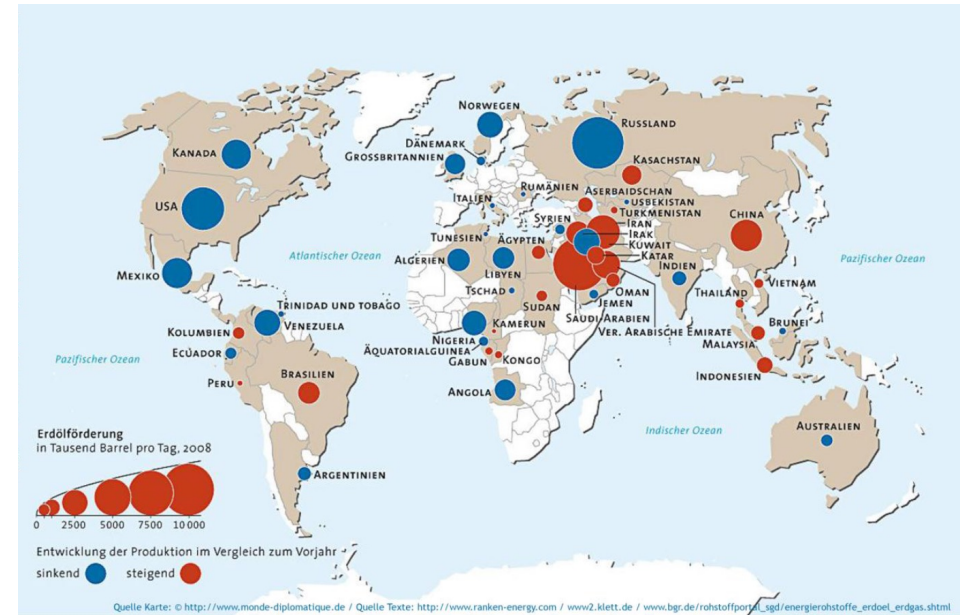 NORWEGEN
RUSSLAND
DÄNEMARK
KANADA
GROSSBRITANNIEN
KASACHSTAN
RUMÄNIEN
ASERBAIDSCHAN
USA
ITALIEN
USBEKISTAN
TURKMENISTAN
CHINA
SYRIEN
IRAN
TUNESIEN
ÄGYPTEN
IRAK
KUWAIT
Atlantischer Ozean
ALGERIEN
KATAR
Pazifischer Ozean
LIBYEN
INDIEN
MEXIKO
TSCHAD
OMAN
THAILAND
VIETNAM
JEMEN
TRINIDAD UND TOBAGO
SUDAN
SAUDI-ARABIEN
KOLUMBIEN
VENEZUELA
KAMERUN
BRUNEI
VER. ARABISCHE EMIRATE
NIGERIA
MALAYSIA
ECUADOR
ÄQUATORIALGUINEA
Pazifischer Ozean
GABUN
KONGO
BRASILIEN
INDONESIEN
PERU
ANGOLA
AUSTRALIEN
Indischer Ozean
Erdölförderung
in Tausend Barrel pro Tag, 2008
ARGENTINIEN
0 2500 5000 7500 10 000
Entwicklung der Produktion im Vergleich zum Vorjahr
sinkend steigend
Quelle Karte: © http://www.monde-diplomatique.de / Quelle Texte: http://www.ranken-energy.com / www2.klett.de / www.bgr.de/rohstoffportal_sgd/energierohstoffe_erdoel_erdgas.shtml